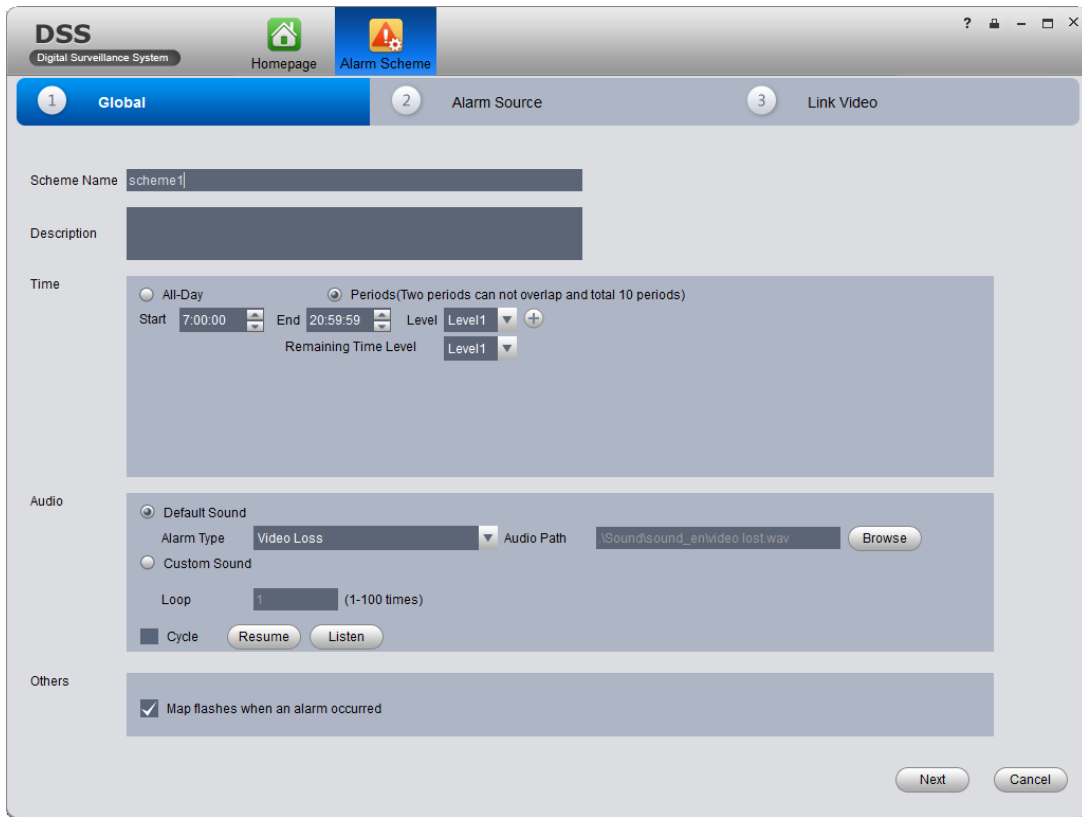 DSS
Digital Surveillance System
Homepage
Alarm Scheme
?
1 Global
2 Alarm Source
3 Link Video
Scheme Name scheme1
Description
Time
All-Day Periods(Two periods can not overlap and total 10 periods)
Start 7:00:00 End 20:59:59 Level Level1
Remaining Time Level Level1
Audio
Default Sound
Alarm Type Video Loss Audio Path .\Sound\sound_en\video lost.wav Browse
Custom Sound
Loop 1 (1-100 times)
Cycle Resume Listen
Others
Map flashes when an alarm occurred
Next Cancel